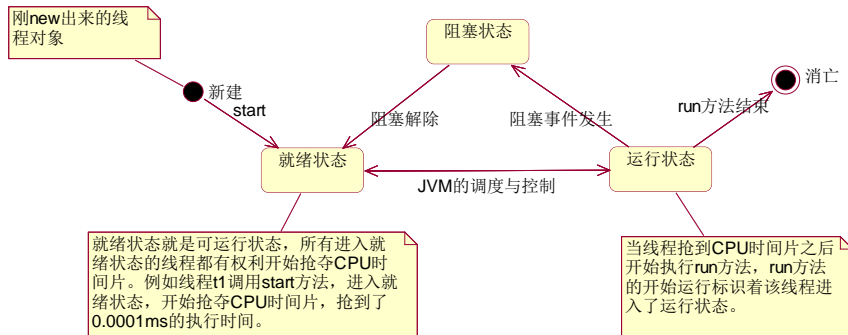 刚new出来的线
程对象
阻塞状态
新建
消亡
start
阻塞解除
阻塞事件发生
run方法结束
就绪状态
运行状态
JVM的调度与控制
就绪状态就是可运行状态，所有进入就
绪状态的线程都有权利开始抢夺CPU时
间片。例如线程t1调用start方法，进入就
绪状态，开始抢夺CPU时间片，抢到了
0.0001ms的执行时间。
当线程抢到CPU时间片之后
开始执行run方法，run方法
的开始运行标识着该线程进
入了运行状态。